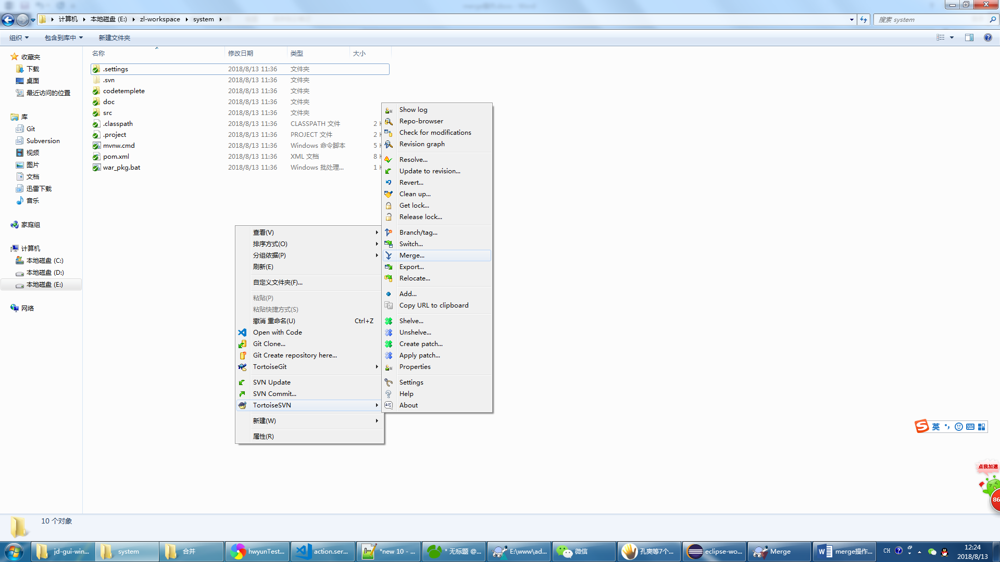 计算机 本地磁盘 (E:) zl-workspace system
搜索 system
组织 包含到库中 新建文件夹
名称 修改日期 类型 大小
收藏夹
下载
桌面
最近访问的位置
库
Git
Subversion
视频
图片
文档
迅雷下载
音乐
家庭组
计算机
本地磁盘 (C:)
本地磁盘 (D:)
本地磁盘 (E:)
网络
.settings 2018/8/13 11:36 文件夹
.svn 2018/8/13 11:36 文件夹
codetemplete 2018/8/13 11:36 文件夹
doc 2018/8/13 11:36 文件夹
src 2018/8/13 11:36 文件夹
.classpath 2018/8/13 11:36 CLASSPATH 文件 2
.project 2018/8/13 11:36 PROJECT 文件 2
mvnw.cmd 2018/8/13 11:36 Windows 命令脚本 5
pom.xml 2018/8/13 11:36 XML 文档 8
war_pkg.bat 2018/8/13 11:36 Windows 批处理... 1
查看(V)
排序方式(O)
分组依据(P)
刷新(E)
自定义文件夹(F)...
粘贴(P)
粘贴快捷方式(S)
撤消 重命名(U) Ctrl+Z
Open with Code
Git Clone...
Git Create repository here...
TortoiseGit
SVN Update
SVN Commit...
TortoiseSVN
新建(W)
属性(R)
Show log
Repo-browser
Check for modifications
Revision graph
Resolve...
Update to revision...
Revert...
Clean up...
Get lock...
Release lock...
Branch/tag...
Switch...
Merge...
Export...
Relocate...
Add...
Copy URL to clipboard
Shelve...
Unshelve...
Create patch...
Apply patch...
Properties
Settings
Help
About
英
点我加速
86
10 个对象
jd-gui-win... system 合并 hwyunTest... action.ser... *new 10 - ... * 无标题 @... E:\www\ad... 微信 孔爽等7个... eclipse-wo... Merge merge操作... CH 12:24
2018/8/13